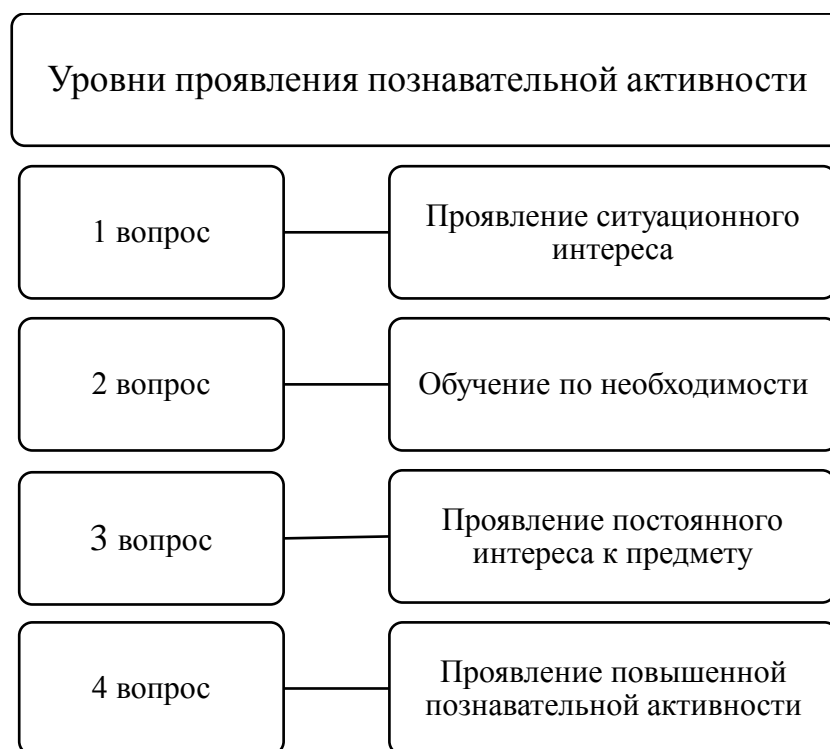 Уровни проявления познавательной активности
1 вопрос
Проявление ситуационного
интереса
2 вопрос
Обучение по необходимости
3 вопрос
Проявление постоянного
интереса к предмету
4 вопрос
Проявление повышенной
познавательной активности